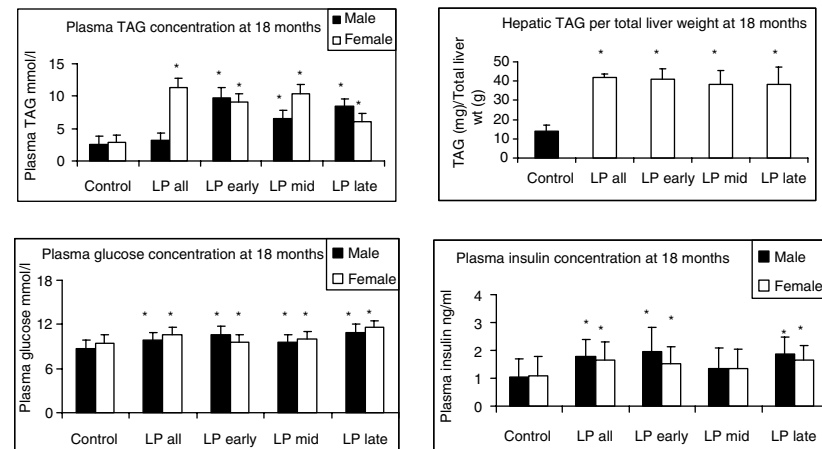 Plasma TAG concentration at 18 months
Male
Female
Plasma TAG mmol/l
15
10
5
0
* * * * * * *
Control LP all LP early LP mid LP late
Hepatic TAG per total liver weight at 18 months
TAG (mg)/Total liver
wt (g)
50
40
30
20
10
0
* * * *
Control LP all LP early LP mid LP late
Plasma glucose concentration at 18 months
Male
Female
Plasma glucose mmol/l
18
12
6
0
* * * * * * * *
Control LP all LP early LP mid LP late
Plasma insulin concentration at 18 months
Male
Female
Plasma insulin ng/ml
4
3
2
1
0
* * * * * *
Control LP all LP early LP mid LP late